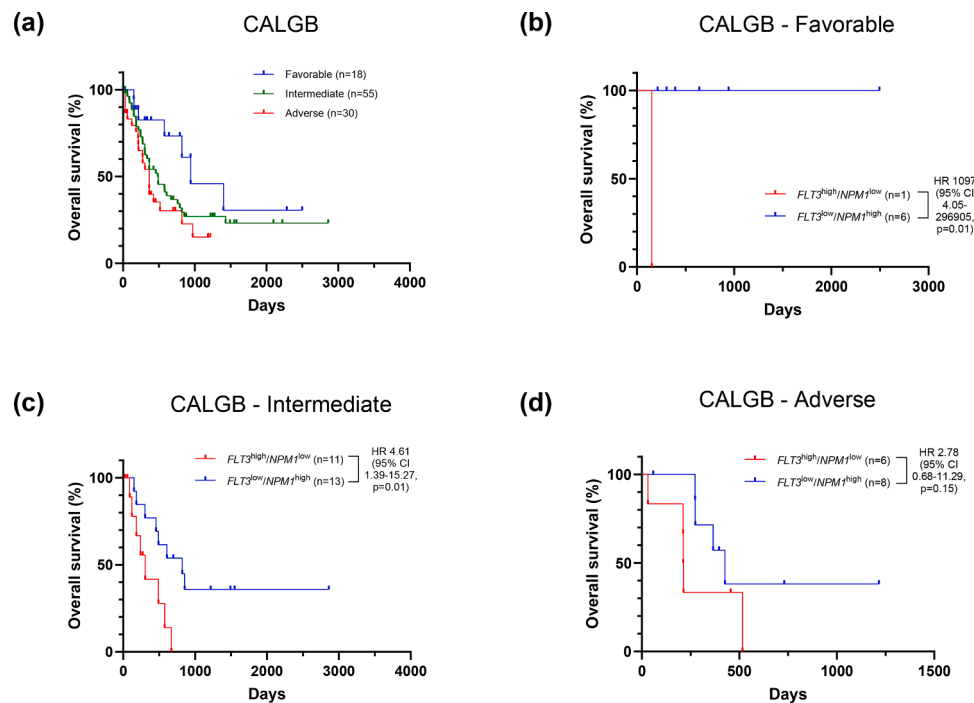 (a)
CALGB
Favorable (n=18)
Intermediate (n=55)
Adverse (n=30)
Overall survival (%)
100
50
0
0 1000 2000 3000 4000
Days
(b)
CALGB - Favorable
Overall survival (%)
100
50
0
FLT3high/NPM1low (n=1)
FLT3low/NPM1high (n=6)
HR 1097
(95% CI
4.05-
296905,
p=0.01)
0 1000 2000 3000
Days
(c)
CALGB - Intermediate
FLT3high/NPM1low (n=11)
FLT3low/NPM1high (n=13)
HR 4.61
(95% CI
1.39-15.27,
p=0.01)
Overall survival (%)
100
50
0
0 1000 2000 3000 4000
Days
(d)
CALGB - Adverse
FLT3high/NPM1low (n=6)
FLT3low/NPM1high (n=8)
HR 2.78
(95% CI
0.68-11.29,
p=0.15)
Overall survival (%)
100
50
0
0 500 1000 1500
Days